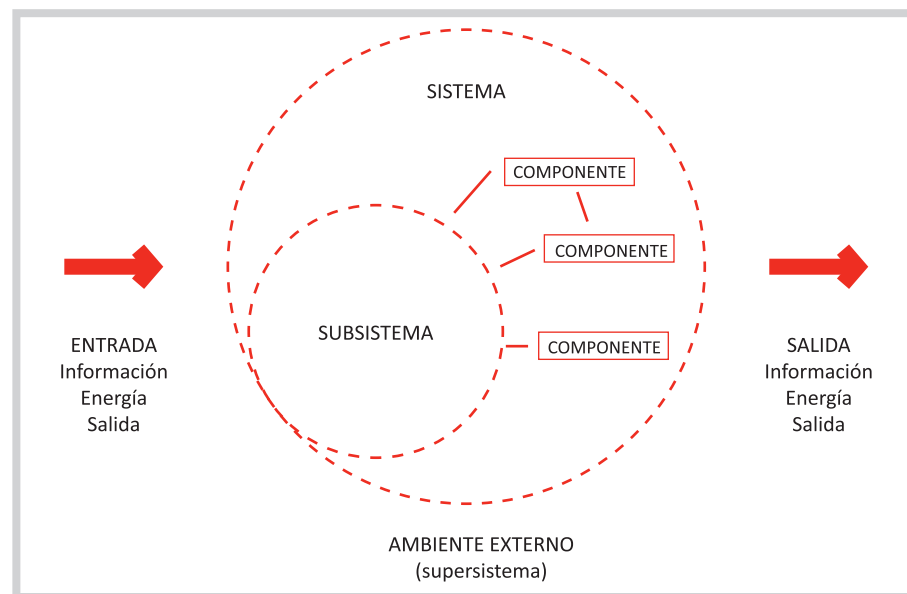 SISTEMA
COMPONENTE
COMPONENTE
SUBSISTEMA
COMPONENTE
ENTRADA
Información
Energía
Salida
SALIDA
Información
Energía
Salida
AMBIENTE EXTERNO
(supersistema)